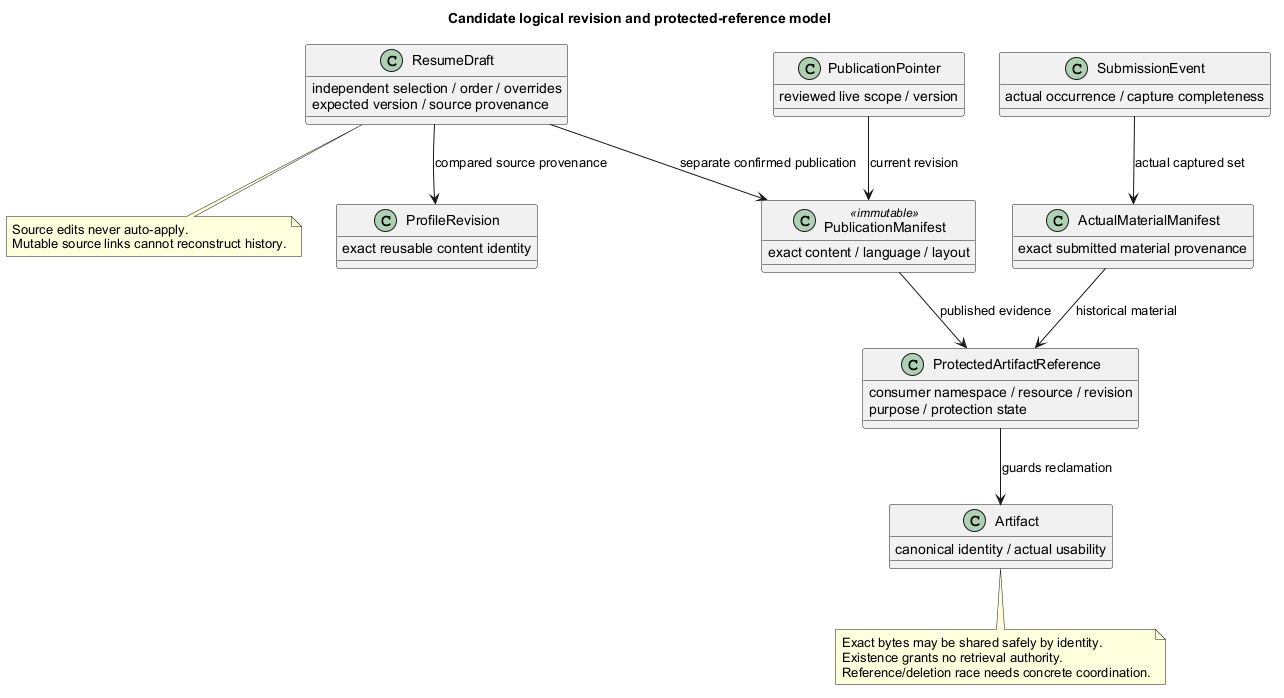 Candidate logical revision and protected-reference model
C ResumeDraft
independent selection / order / overrides
expected version / source provenance
C PublicationPointer
reviewed live scope / version
C SubmissionEvent
actual occurrence / capture completeness
compared source provenance
separate confirmed publication
current revision
actual captured set
Source edits never auto-apply.
Mutable source links cannot reconstruct history.
C ProfileRevision
exact reusable content identity
«immutable»
C PublicationManifest
exact content / language / layout
C ActualMaterialManifest
exact submitted material provenance
published evidence
historical material
C ProtectedArtifactReference
consumer namespace / resource / revision
purpose / protection state
guards reclamation
C Artifact
canonical identity / actual usability
Exact bytes may be shared safely by identity.
Existence grants no retrieval authority.
Reference/deletion race needs concrete coordination.